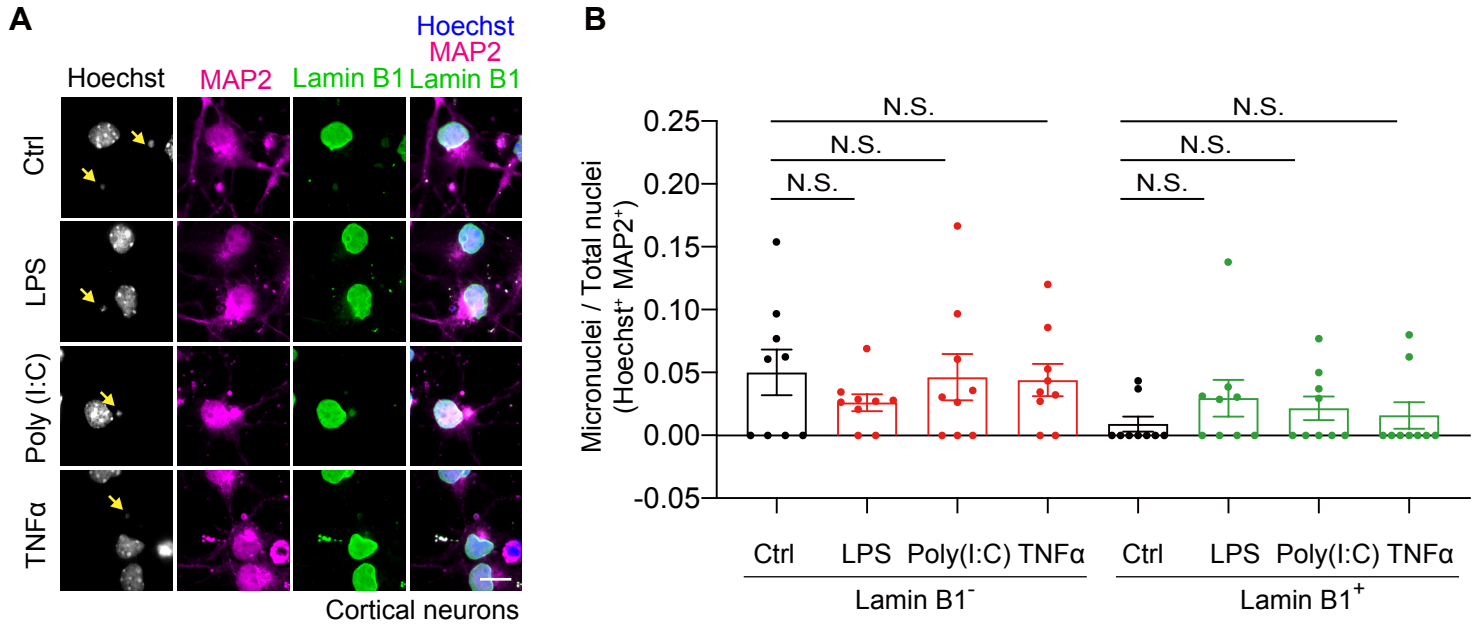 A
Hoechst
MAP2
Hoechst MAP2 Lamin B1 Lamin B1
Ctrl
LPS
Poly (I:C)
TNFα
Cortical neurons
B
Micronuclei / Total nuclei
(Hoechst⁺ MAP2⁺)
0.25
0.20
0.15
0.10
0.05
0.00
-0.05
N.S.
N.S.
N.S.
N.S.
N.S.
N.S.
Ctrl LPS Poly(I:C) TNFα Ctrl LPS Poly(I:C) TNFα
Lamin B1⁻ Lamin B1⁺